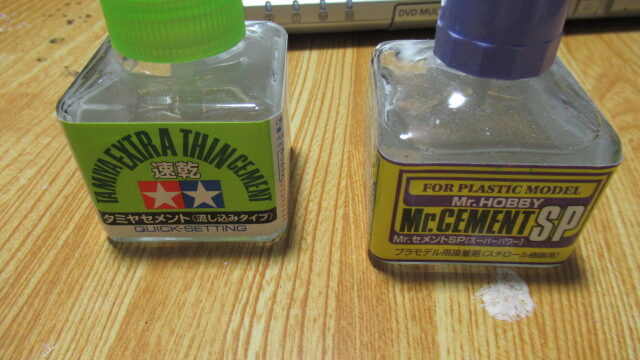 DVD MUL
TAMIYA EXTRA THIN CEMENT
速乾
タミヤセメント〈流し込みタイプ〉
QUICK-SETTING
FOR PLASTIC MODEL
Mr.HOBBY
Mr.CEMENT SP
Mr.セメントSP(スーパーパワー)
プラモデル用接着剤(スチロール樹脂用)